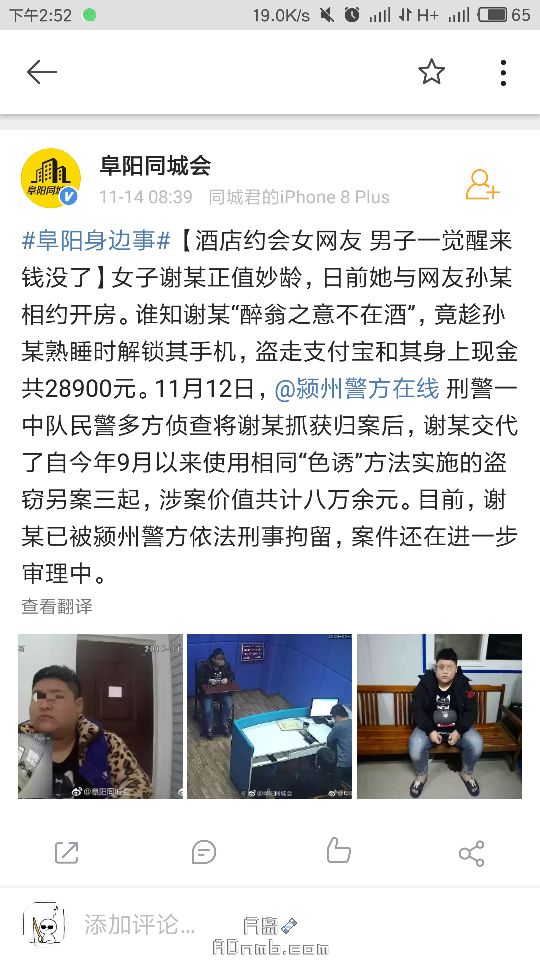 下午2:52
19.0K/s
H+
65
阜阳同城会
11-14 08:39 同城君的iPhone 8 Plus
#阜阳身边事#【酒店约会女网友 男子一觉醒来
钱没了】女子谢某正值妙龄，日前她与网友孙某
相约开房。谁知谢某“醉翁之意不在酒”，竟趁孙
某熟睡时解锁其手机，盗走支付宝和其身上现金
共28900元。11月12日，@颍州警方在线 刑警一
中队民警多方侦查将谢某抓获归案后，谢某交代
了自今年9月以来使用相同“色诱”方法实施的盗
窃另案三起，涉案价值共计八万余元。目前，谢
某已被颍州警方依法刑事拘留，案件还在进一步
审理中。
查看翻译
@阜阳同城会
@阜阳同城会
添加评论...
ADnmb.com